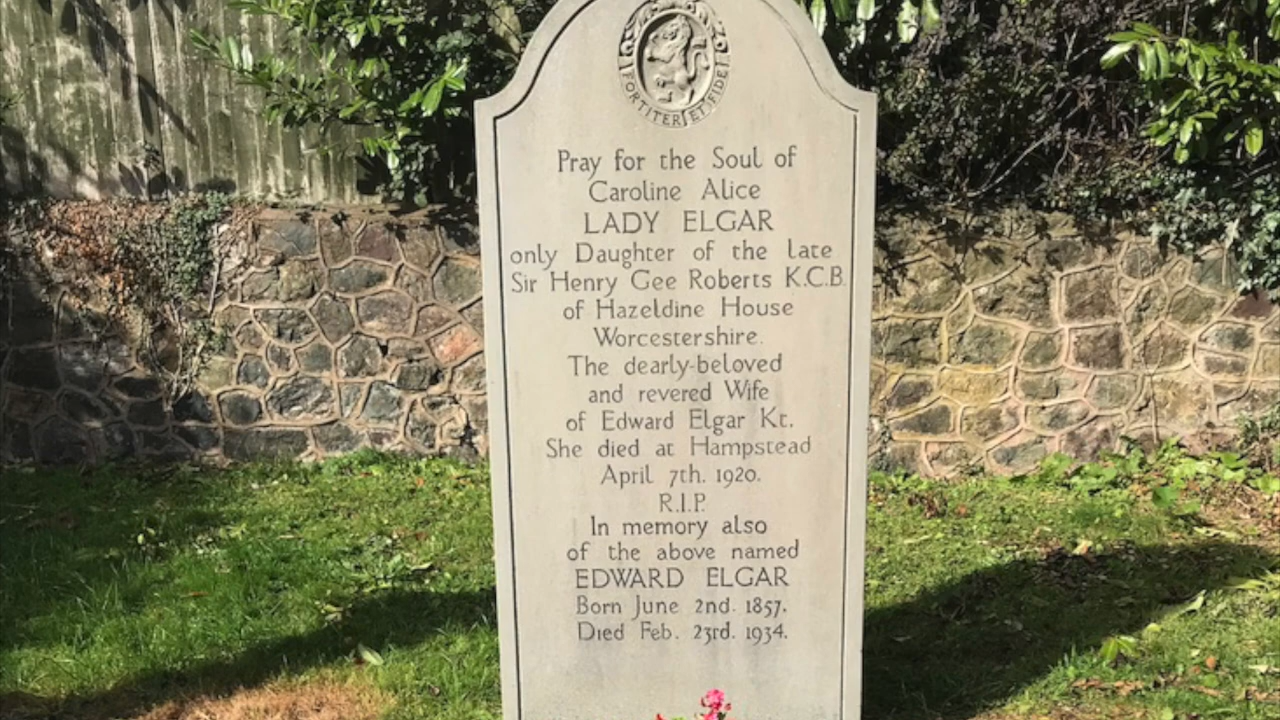 FORTITER ET FIDE
Pray for the Soul of
Caroline Alice
LADY ELGAR
only Daughter of the late
Sir Henry Gee Roberts K.C.B.
of Hazeldine House
Worcestershire.
The dearly-beloved
and revered Wife
of Edward Elgar Kt.
She died at Hampstead
April 7th. 1920.
R.I.P.
In memory also
of the above named
EDWARD ELGAR
Born June 2nd. 1857.
Died Feb. 23rd. 1934.